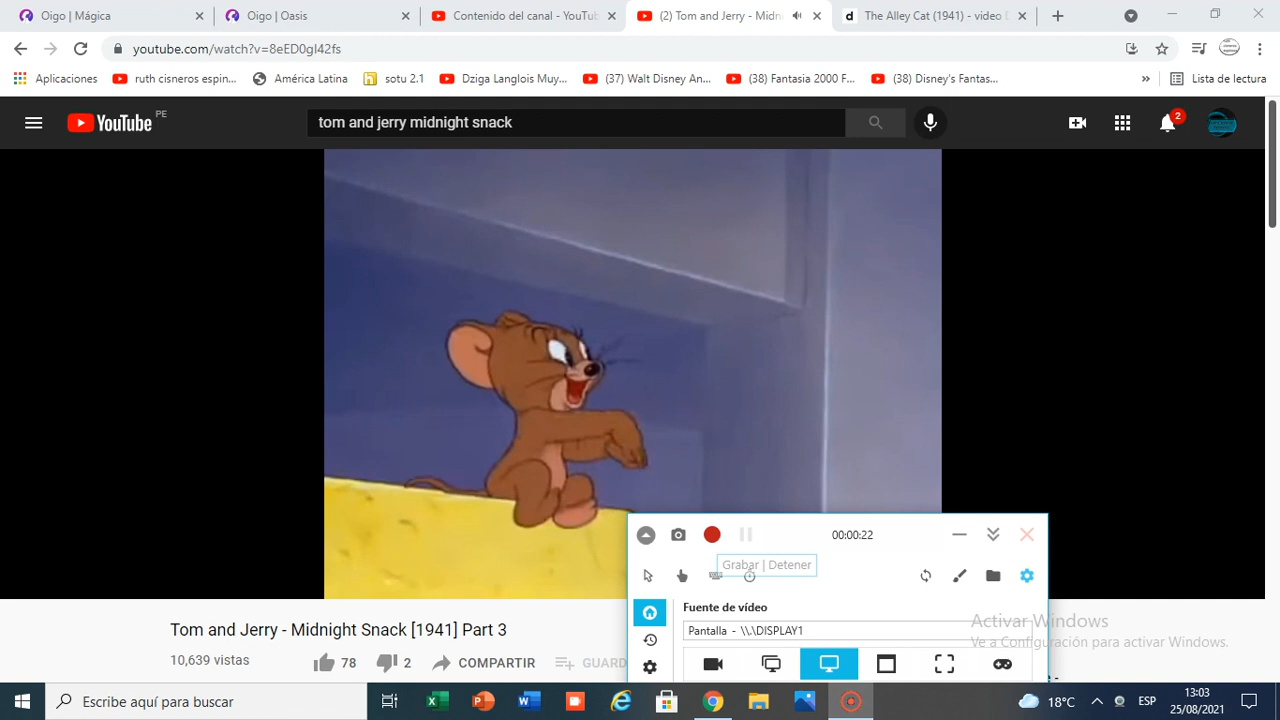 Oigo | Mágica
Oigo | Oasis
Contenido del canal - YouTub
(2) Tom and Jerry - Midn
The Alley Cat (1941) - video
youtube.com/watch?v=8eED0gI42fs
Aplicaciones
ruth cisneros espin...
América Latina
sotu 2.1
Dziga Langlois Muy...
(37) Walt Disney An...
(38) Fantasia 2000 F...
(38) Disney's Fantas...
»
Lista de lectura
YouTube PE
tom and jerry midnight snack
2
00:00:22
Grabar | Detener
Fuente de vídeo
Pantalla - \\.\DISPLAY1
Tom and Jerry - Midnight Snack [1941] Part 3
10,639 vistas
78
2
COMPARTIR
GUARD
Activar Windows
Ve a Configuración para activar Windows.
Escribe aquí para buscar
18°C
ESP
13:03
25/08/2021